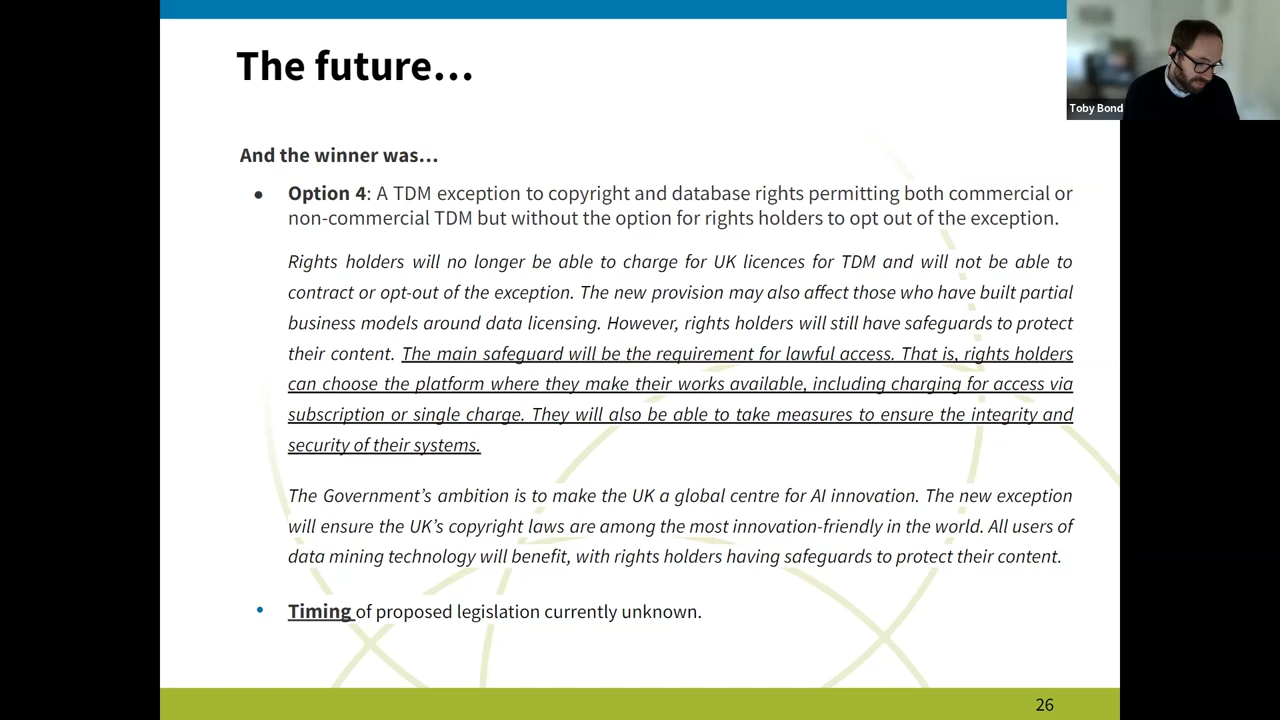 The future…
Toby Bond
And the winner was…
● Option 4: A TDM exception to copyright and database rights permitting both commercial or
non-commercial TDM but without the option for rights holders to opt out of the exception.
Rights holders will no longer be able to charge for UK licences for TDM and will not be able to
contract or opt-out of the exception. The new provision may also affect those who have built partial
business models around data licensing. However, rights holders will still have safeguards to protect
their content. The main safeguard will be the requirement for lawful access. That is, rights holders
can choose the platform where they make their works available, including charging for access via
subscription or single charge. They will also be able to take measures to ensure the integrity and
security of their systems.
The Government’s ambition is to make the UK a global centre for AI innovation. The new exception
will ensure the UK’s copyright laws are among the most innovation-friendly in the world. All users of
data mining technology will benefit, with rights holders having safeguards to protect their content.
• Timing of proposed legislation currently unknown.
26